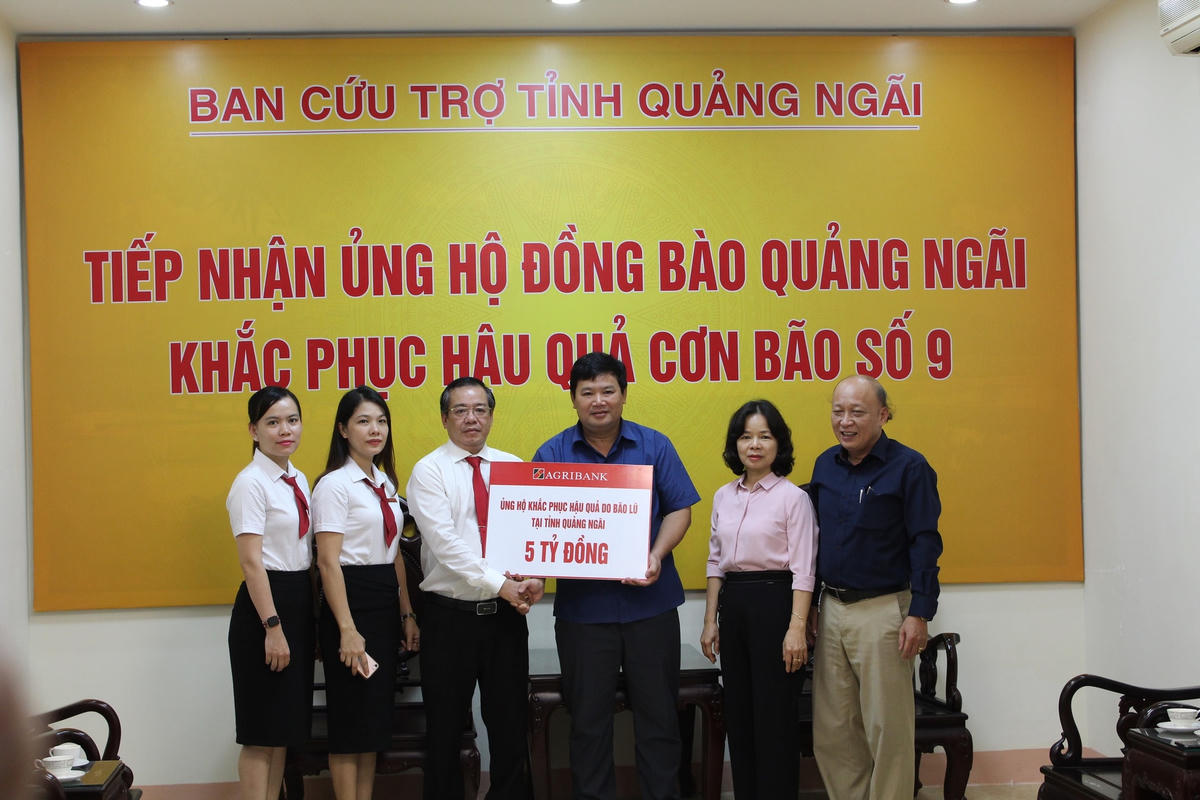 BAN CỨU TRỢ TỈNH QUẢNG NGÃI
TIẾP NHẬN ỦNG HỘ ĐỒNG BÀO QUẢNG NGÃI
KHẮC PHỤC HẬU QUẢ CƠN BÃO SỐ 9
AGRIBANK
ỦNG HỘ KHẮC PHỤC HẬU QUẢ DO BÃO LŨ
TẠI TỈNH QUẢNG NGÃI
5 TỶ ĐỒNG